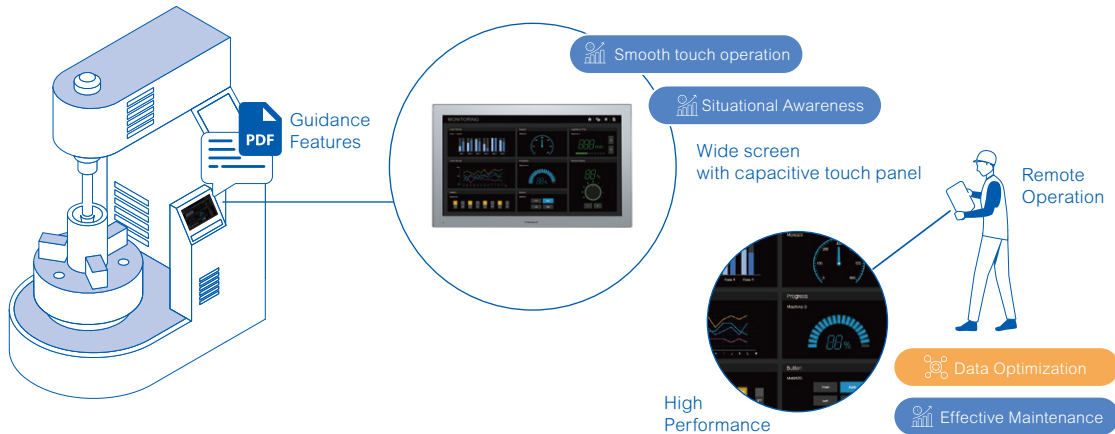 Smooth touch operation
Situational Awareness
PDF
Guidance
Features
MONITORING
Wide screen
with capacitive touch panel
Remote
Operation
Progress
%
Button
Data Optimization
High
Performance
Effective Maintenance